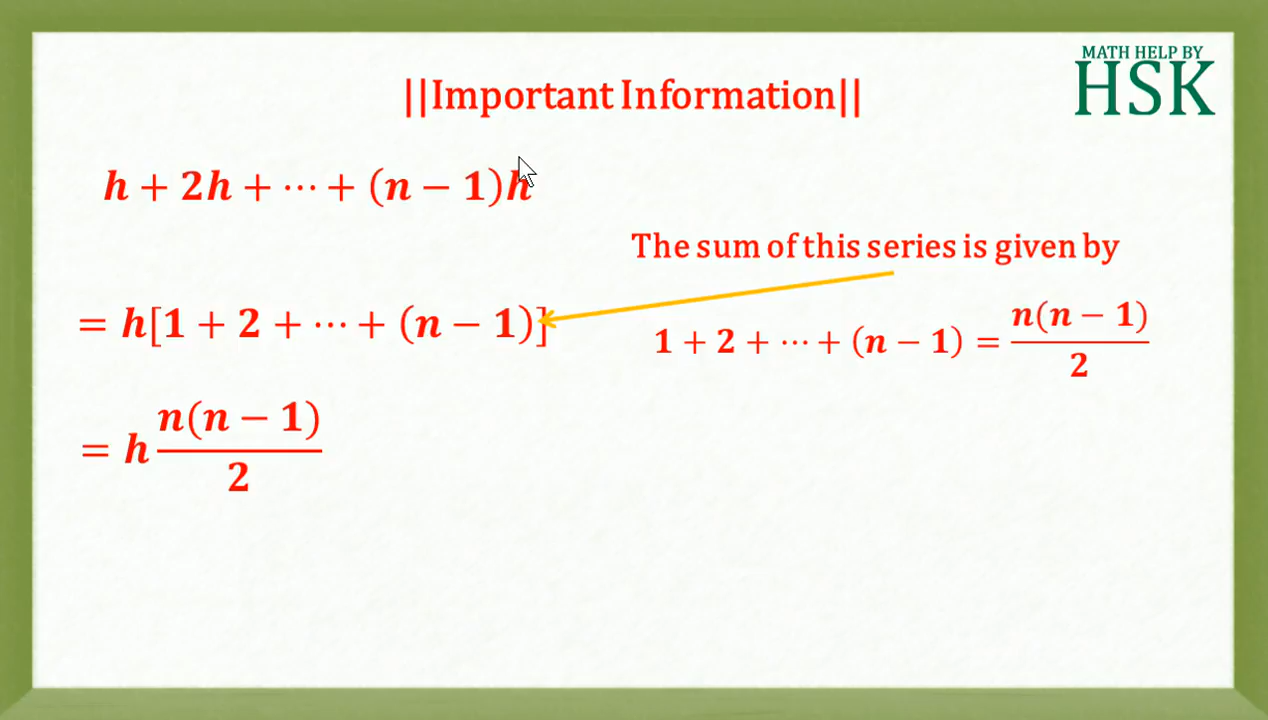 MATH HELP BY
HSK
||Important Information||
h + 2h + ⋯ + (n − 1)h
The sum of this series is given by
= h[1 + 2 + ⋯ + (n − 1)]
1 + 2 + ⋯ + (n − 1) = n(n − 1)/2
= h n(n − 1)/2